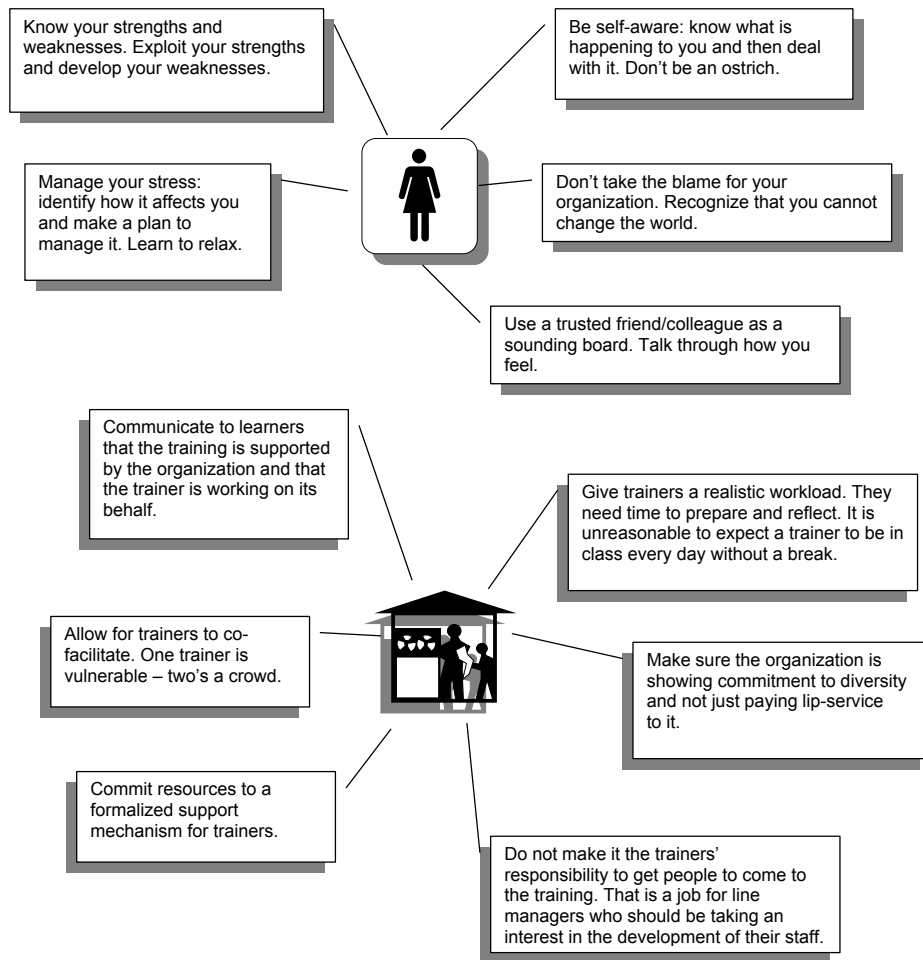 Know your strengths and
weaknesses. Exploit your strengths
and develop your weaknesses.
Be self-aware: know what is
happening to you and then deal
with it. Don’t be an ostrich.
Manage your stress:
identify how it affects you
and make a plan to
manage it. Learn to relax.
Don’t take the blame for your
organization. Recognize that you cannot
change the world.
Use a trusted friend/colleague as a
sounding board. Talk through how you
feel.
Communicate to learners
that the training is supported
by the organization and that
the trainer is working on its
behalf.
Give trainers a realistic workload. They
need time to prepare and reflect. It is
unreasonable to expect a trainer to be in
class every day without a break.
Allow for trainers to co-
facilitate. One trainer is
vulnerable – two’s a crowd.
Make sure the organization is
showing commitment to diversity
and not just paying lip-service
to it.
Commit resources to a
formalized support
mechanism for trainers.
Do not make it the trainers’
responsibility to get people to come to
the training. That is a job for line
managers who should be taking an
interest in the development of their staff.